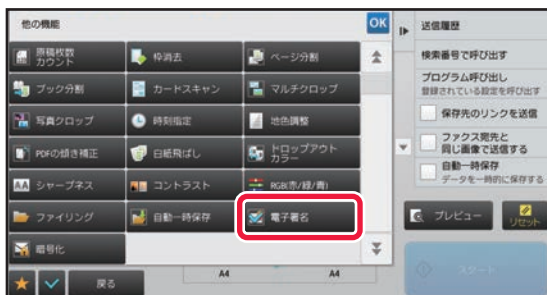 他の機能
OK
原稿枚数
カウント
枠消去
ページ分割
ブック分割
カードスキャン
マルチクロップ
写真クロップ
時刻指定
地色調整
PDFの傾き補正
白紙飛ばし
ドロップアウト
カラー
AA シャープネス
コントラスト
RGB(赤/緑/青)
ファイリング
自動一時保存
電子署名
暗号化
戻る
A4
A4
送信履歴
検索番号で呼び出す
プログラム呼び出し
登録されている設定を呼び出す
保存先のリンクを送信
ファクス宛先と
同じ画像で送信する
自動一時保存
データを一時的に保存する
プレビュー
リセット
スタート